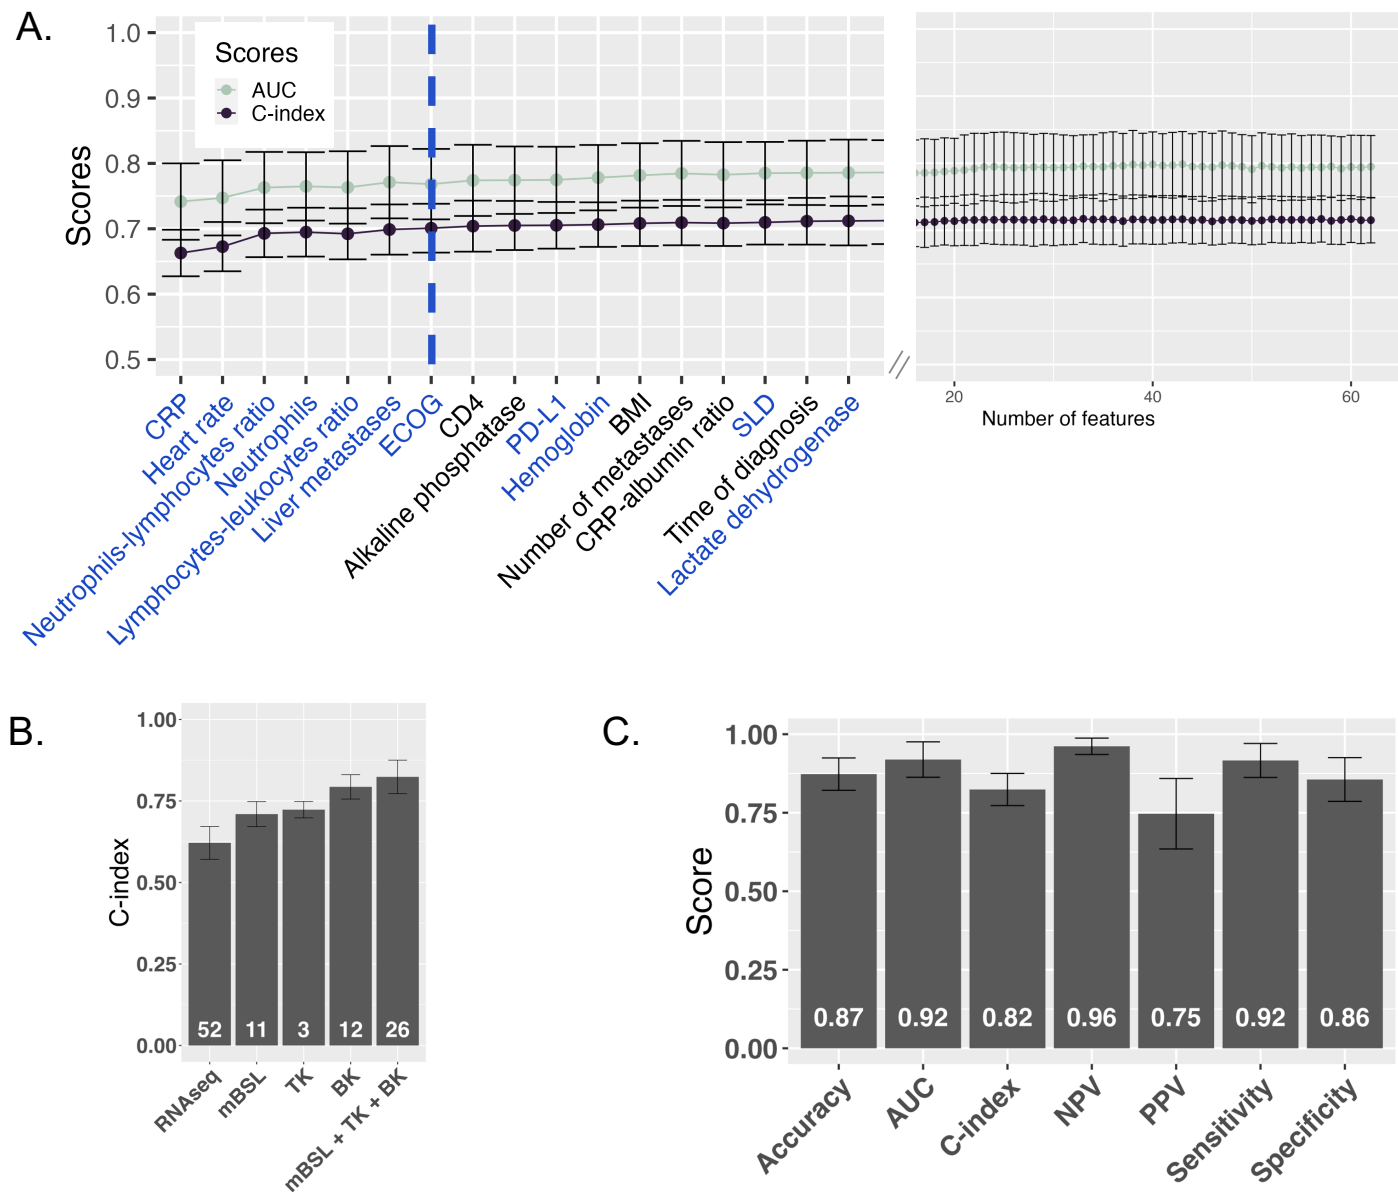 A.
Scores
1.0
0.9
0.8
0.7
0.6
0.5
Scores
AUC
C-index
CRP
Heart rate
Neutrophils-lymphocytes ratio
Neutrophils
Lymphocytes-leukocytes ratio
Liver metastases
ECOG
CD4
Alkaline phosphatase
PD-L1
Hemoglobin
BMI
Number of metastases
CRP-albumin ratio
SLD
Time of diagnosis
Lactate dehydrogenase
//
20
40
60
Number of features
B.
C-index
1.00
0.75
0.50
0.25
0.00
52
11
3
12
26
RNAseq
mBSL
TK
BK
mBSL + TK + BK
C.
Score
1.00
0.75
0.50
0.25
0.00
0.87
0.92
0.82
0.96
0.75
0.92
0.86
Accuracy
AUC
C-index
NPV
PPV
Sensitivity
Specificity